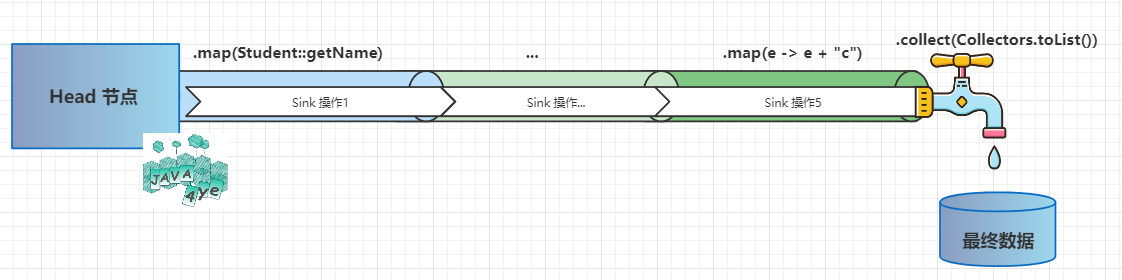 .map(Student::getName)
...
.map(e -> e + "c")
.collect(Collectors.toList())
Head 节点
Sink 操作1
Sink 操作...
Sink 操作5
JAVA
4ye
最终数据